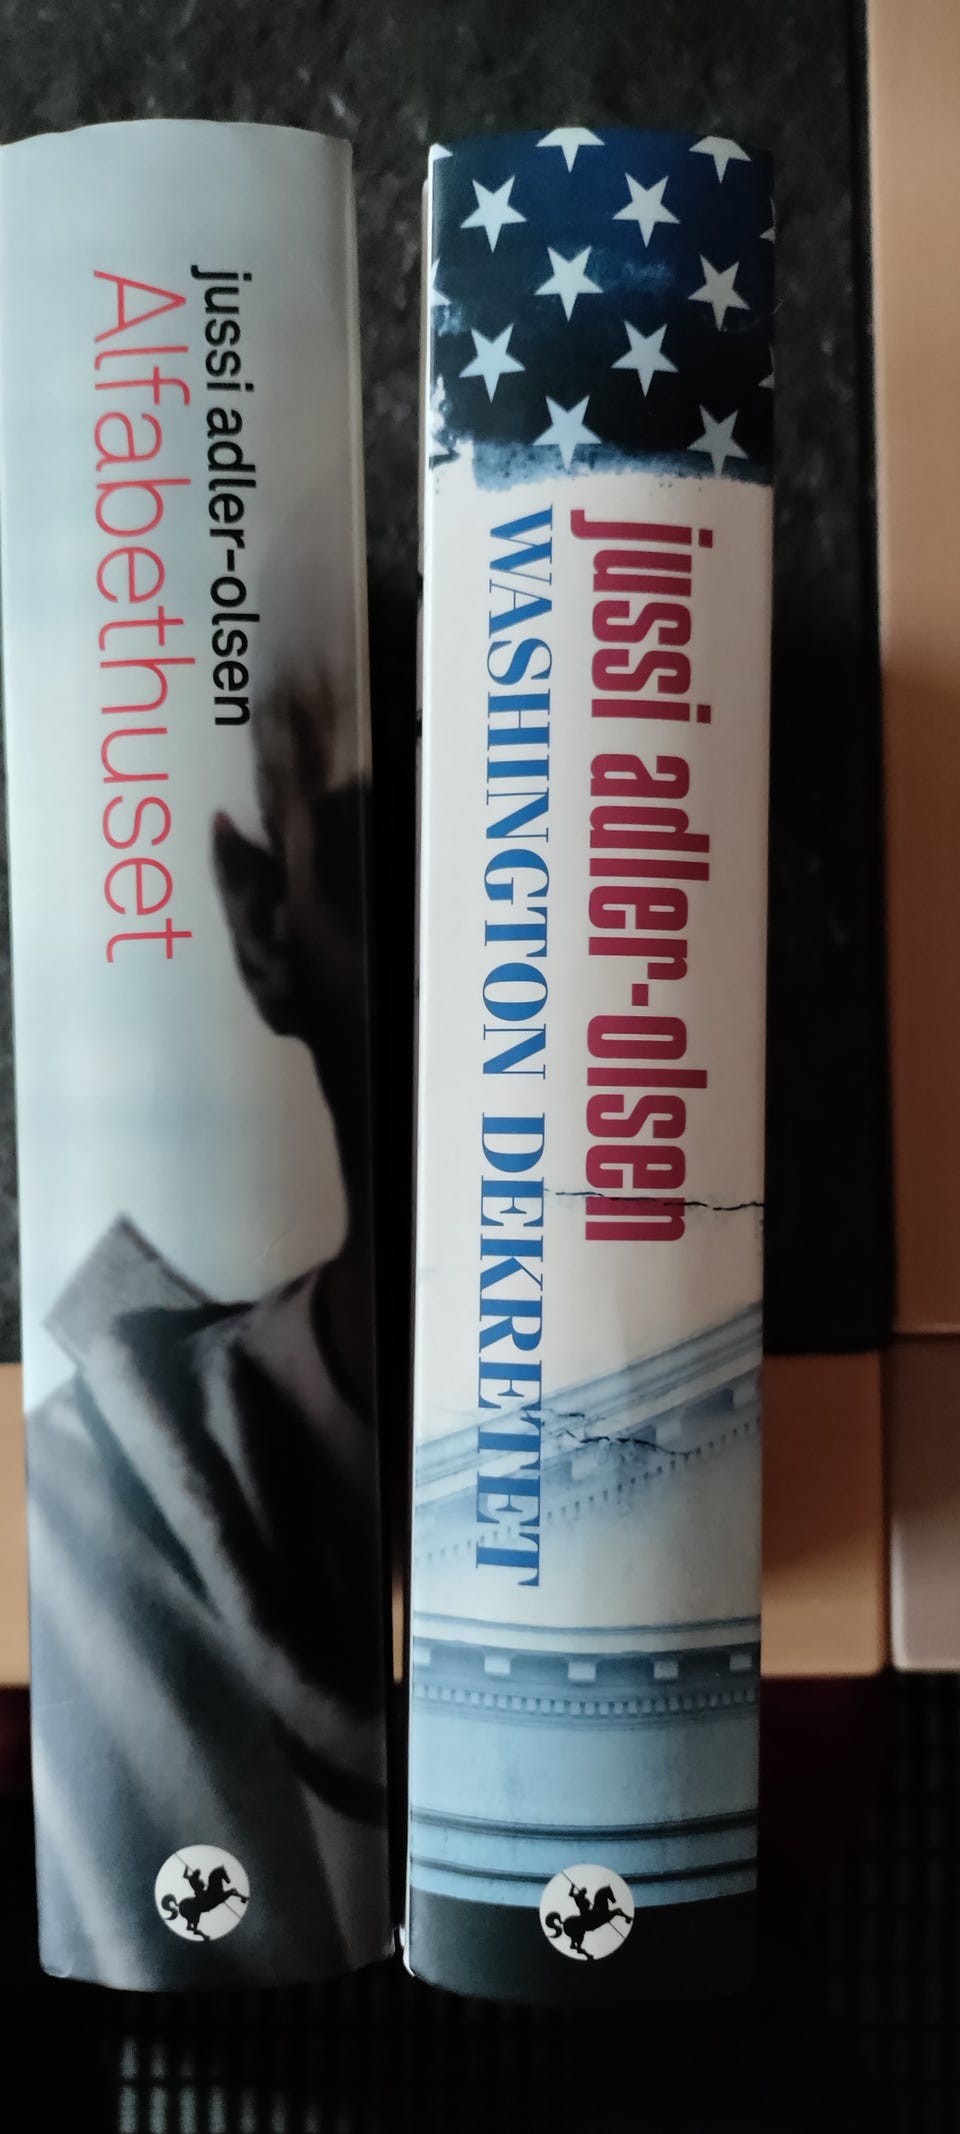 jussi adler-olsen
Alfabethuset
jussi adler-olsen
WASHINGTON DEKRETET